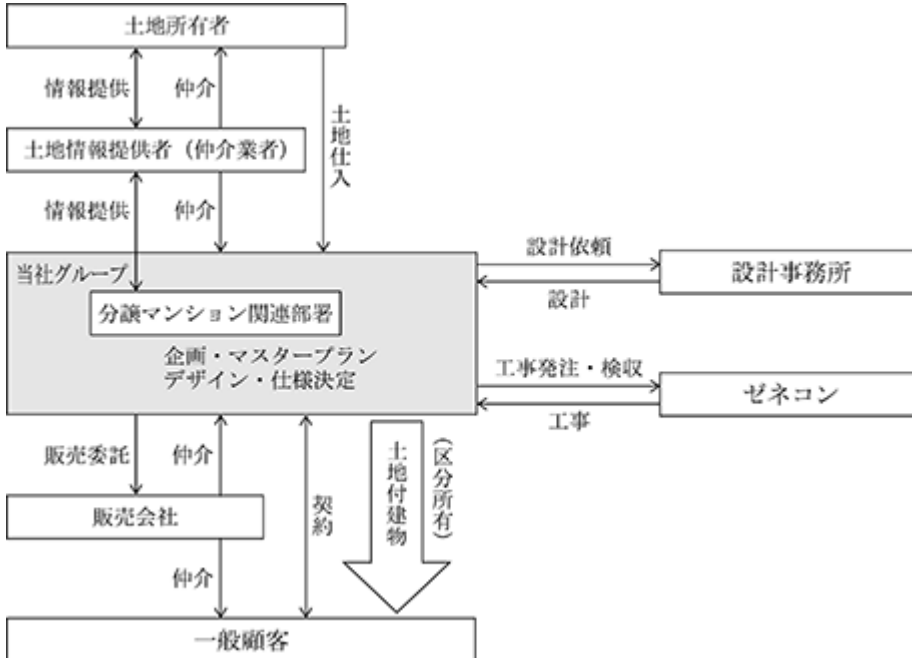 土地所有者
情報提供
仲介
土地仕入
土地情報提供者（仲介業者）
情報提供
仲介
当社グループ
分譲マンション関連部署
企画・マスタープラン
デザイン・仕様決定
設計依頼
設計事務所
設計
工事発注・検収
ゼネコン
工事
販売委託
仲介
契約
土地付建物
（区分所有）
販売会社
仲介
一般顧客